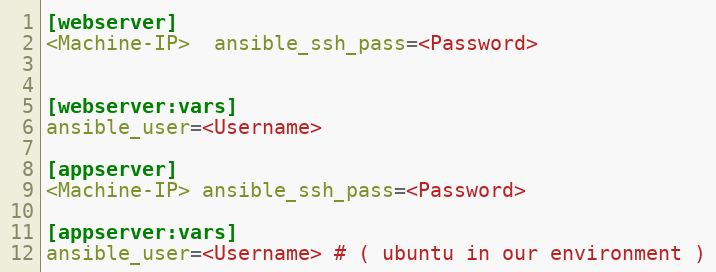 1 [webserver]
2 <Machine-IP>  ansible_ssh_pass=<Password>
3
4
5 [webserver:vars]
6 ansible_user=<Username>
7
8 [appserver]
9 <Machine-IP> ansible_ssh_pass=<Password>
10
11 [appserver:vars]
12 ansible_user=<Username> # ( ubuntu in our environment )